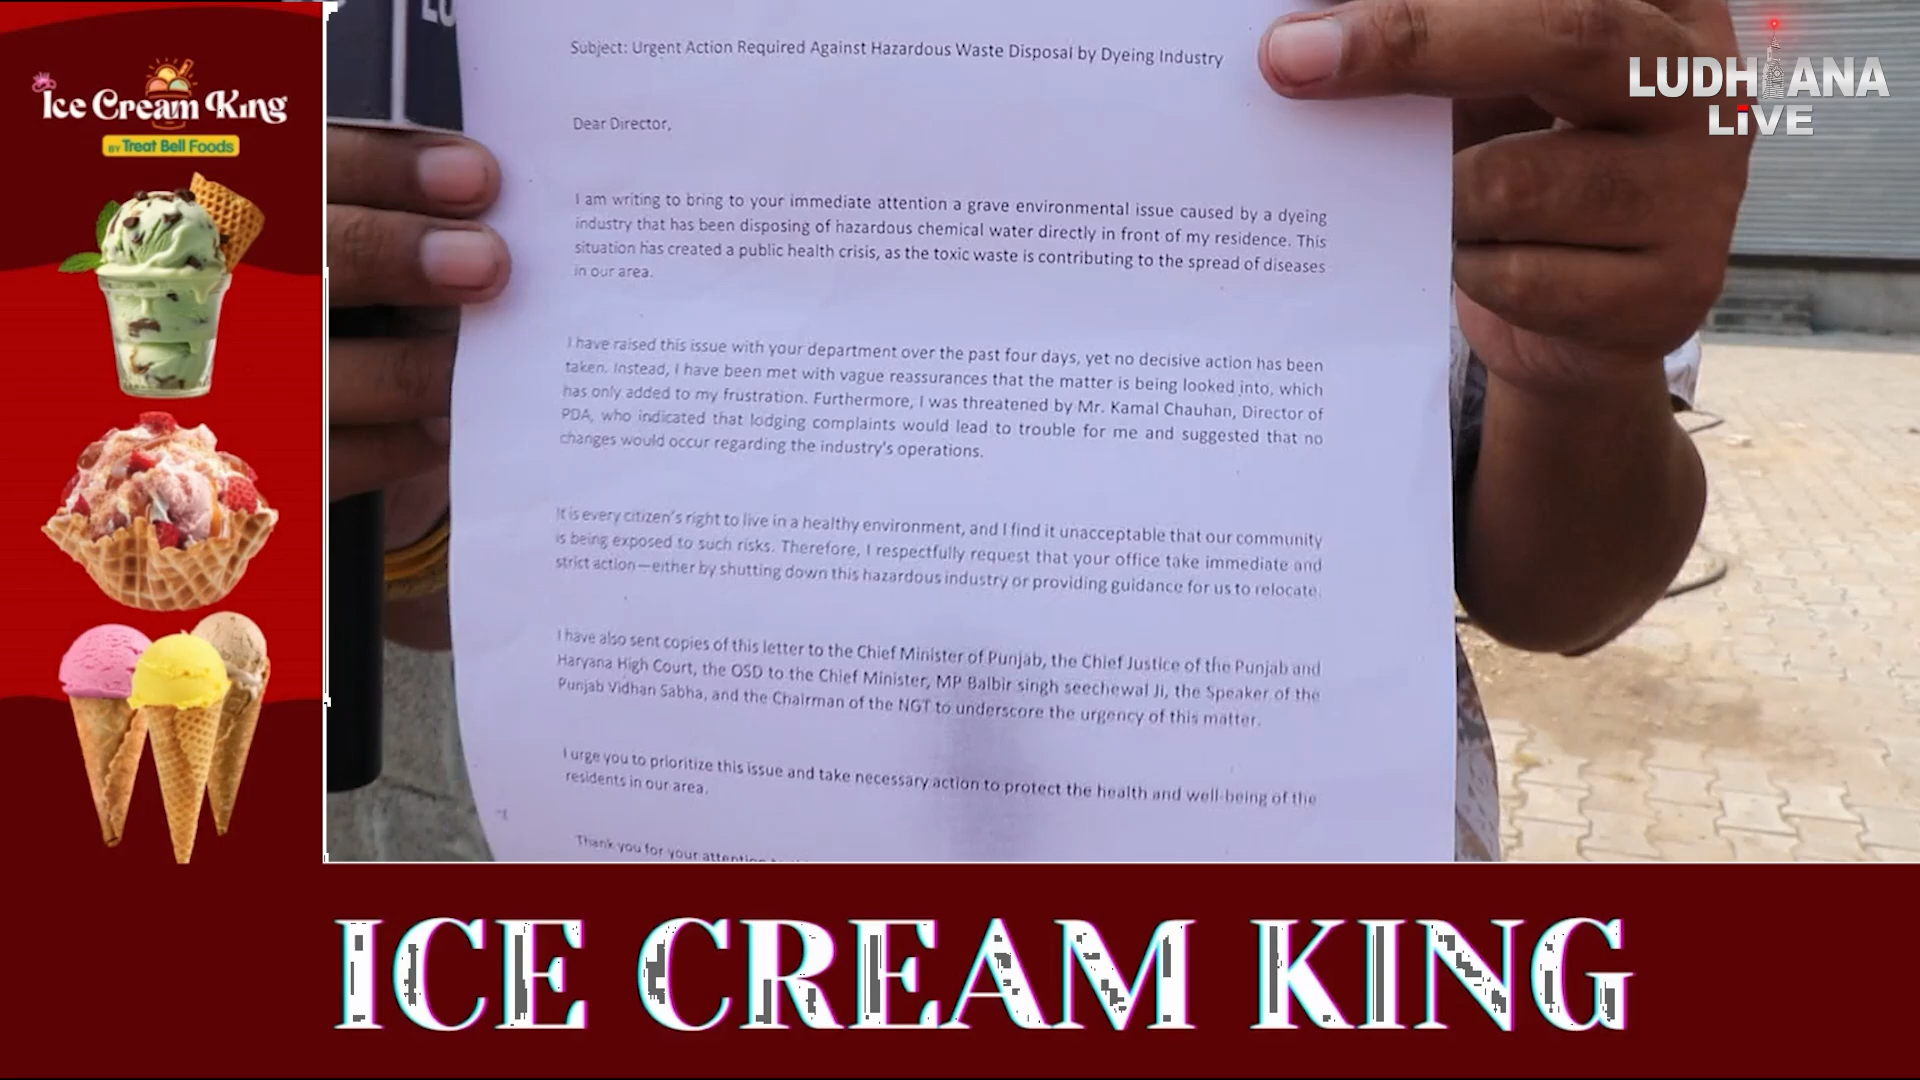 Ice Cream King
BY Treat Bell Foods
LUDHIANA
LiVE
Subject: Urgent Action Required Against Hazardous Waste Disposal by Dyeing Industry
Dear Director,
I am writing to bring to your immediate attention a grave environmental issue caused by a dyeing
industry that has been disposing of hazardous chemical water directly in front of my residence. This
situation has created a public health crisis, as the toxic waste is contributing to the spread of diseases
in our area.
I have raised this issue with your department over the past four days, yet no decisive action has been
taken. Instead, I have been met with vague reassurances that the matter is being looked into, which
has only added to my frustration. Furthermore, I was threatened by Mr. Kamal Chauhan, Director of
PDA, who indicated that lodging complaints would lead to trouble for me and suggested that no
changes would occur regarding the industry's operations.
It is every citizen's right to live in a healthy environment, and I find it unacceptable that our community
is being exposed to such risks. Therefore, I respectfully request that your office take immediate and
strict action—either by shutting down this hazardous industry or providing guidance for us to relocate.
I have also sent copies of this letter to the Chief Minister of Punjab, the Chief Justice of the Punjab and
Haryana High Court, the OSD to the Chief Minister, MP Balbir singh seechewal Ji, the Speaker of the
Punjab Vidhan Sabha, and the Chairman of the NGT to underscore the urgency of this matter.
I urge you to prioritize this issue and take necessary action to protect the health and well-being of the
residents in our area.
Thank you for your attention
ICE CREAM KING